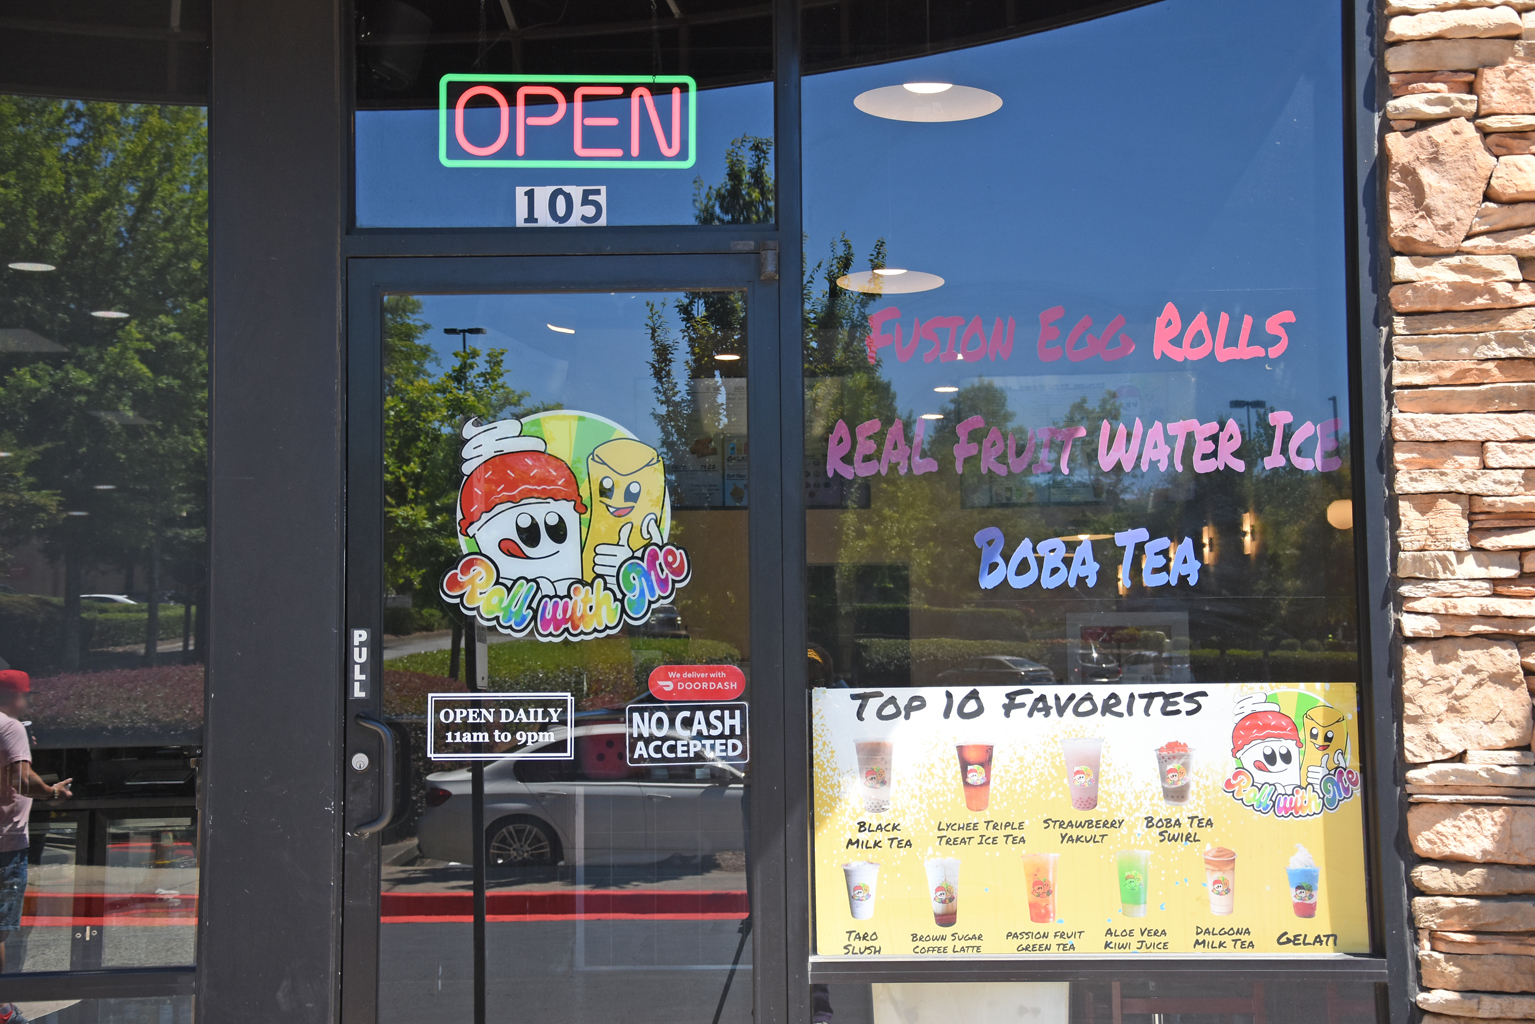 OPEN
105
FUSION EGG ROLLS
REAL FRUIT WATER ICE
BOBA TEA
Roll with Me
PULL
We deliver with
DOORDASH
OPEN DAILY
11am to 9pm
NO CASH
ACCEPTED
TOP 10 FAVORITES
Roll with Me
BLACK
MILK TEA
LYCHEE TRIPLE
TREAT ICE TEA
STRAWBERRY
YAKULT
BOBA TEA
SWIRL
TARO
SLUSH
BROWN SUGAR
COFFEE LATTE
PASSION FRUIT
GREEN TEA
ALOE VERA
KIWI JUICE
DALGONA
MILK TEA
GELATI